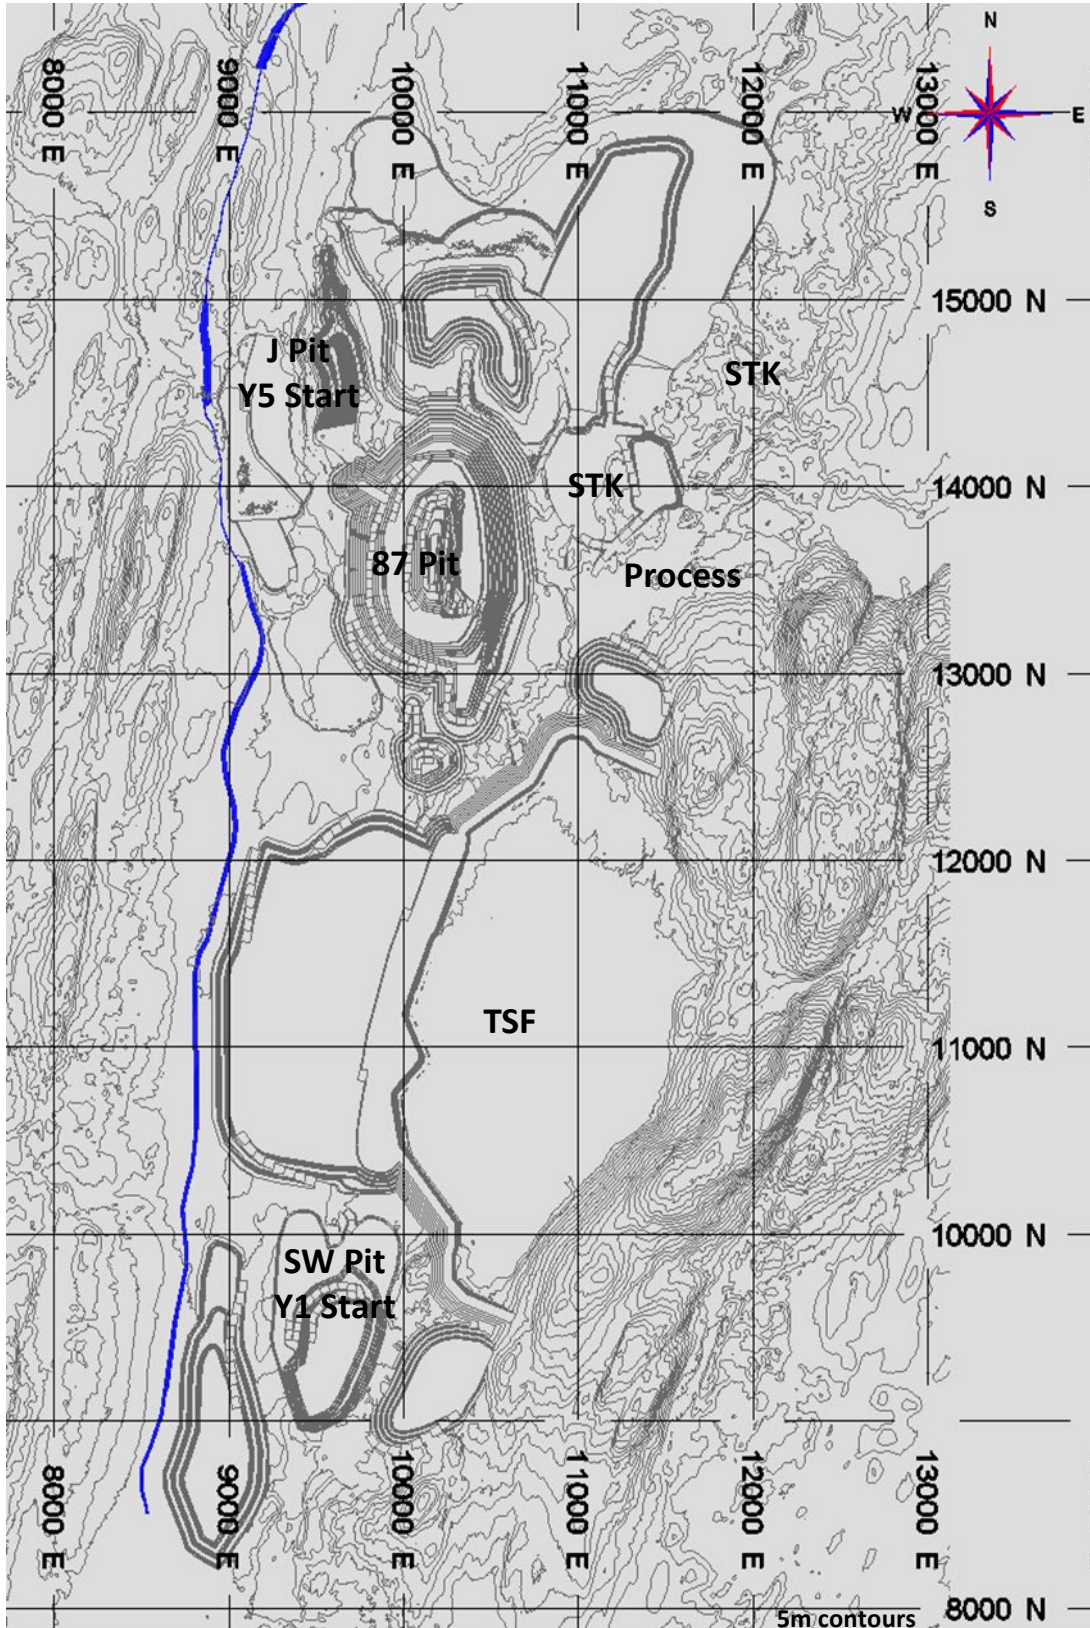 N
W E
S
8000 E
9000 E
10000 E
11000 E
12000 E
13000 E
15000 N
J Pit
Y5 Start
STK
14000 N
STK
87 Pit
Process
13000 N
12000 N
TSF
11000 N
10000 N
SW Pit
Y1 Start
8000 E
9000 E
10000 E
11000 E
12000 E
13000 E
8000 N
5m contours